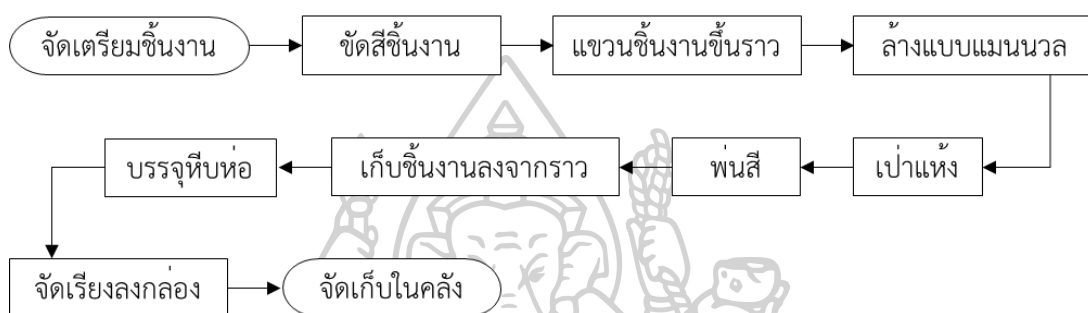 จัดเตรียมชิ้นงาน
ขัดสีชิ้นงาน
แขวนชิ้นงานขึ้นราว
ล้างแบบแมนนวล
เป่าแห้ง
พ่นสี
เก็บชิ้นงานลงจากราว
บรรจุหีบห่อ
จัดเรียงลงกล่อง
จัดเก็บในคลัง